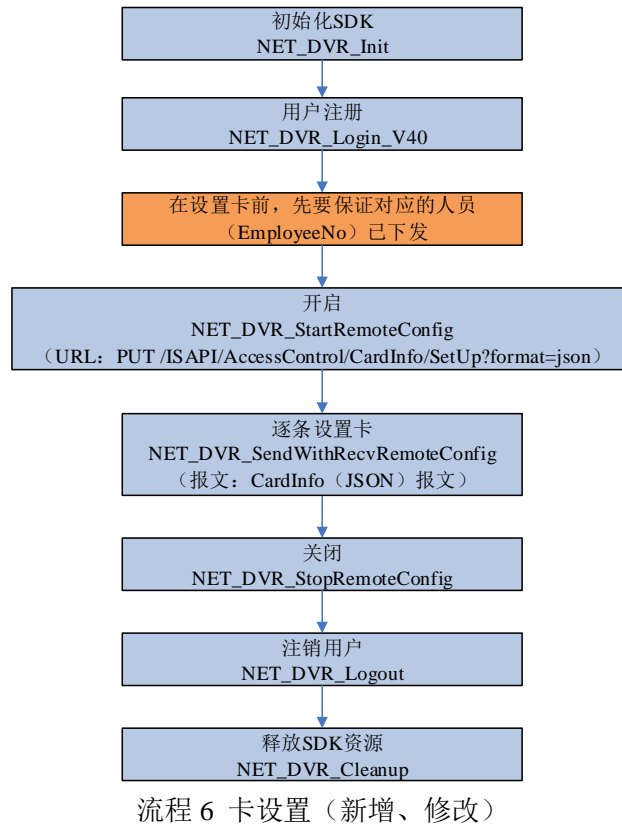 初始化SDK
NET_DVR_Init
用户注册
NET_DVR_Login_V40
在设置卡前，先要保证对应的人员
（EmployeeNo）已下发
开启
NET_DVR_StartRemoteConfig
（URL：PUT /ISAPI/AccessControl/CardInfo/SetUp?format=json）
逐条设置卡
NET_DVR_SendWithRecvRemoteConfig
（报文：CardInfo（JSON）报文）
关闭
NET_DVR_StopRemoteConfig
注销用户
NET_DVR_Logout
释放SDK资源
NET_DVR_Cleanup
流程 6 卡设置（新增、修改）